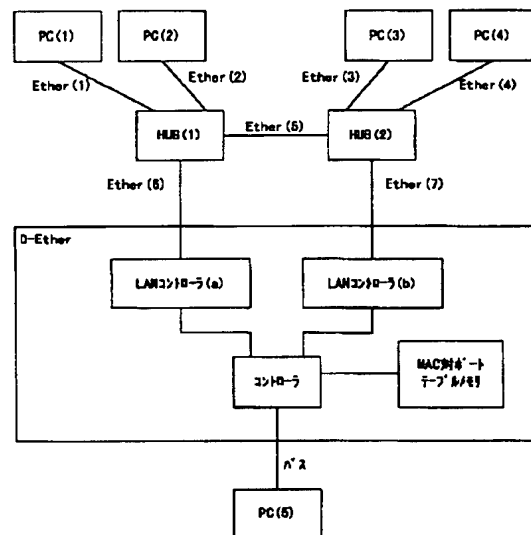 PC(1)
PC(2)
PC(3)
PC(4)
Ether(1)
Ether(2)
Ether(3)
Ether(4)
HUB(1)
Ether(5)
HUB(2)
Ether(6)
Ether(7)
D-Ether
LANコントローラ(a)
LANコントローラ(b)
コントローラ
MAC対ポート
テーブルメモリ
バス
PC(5)